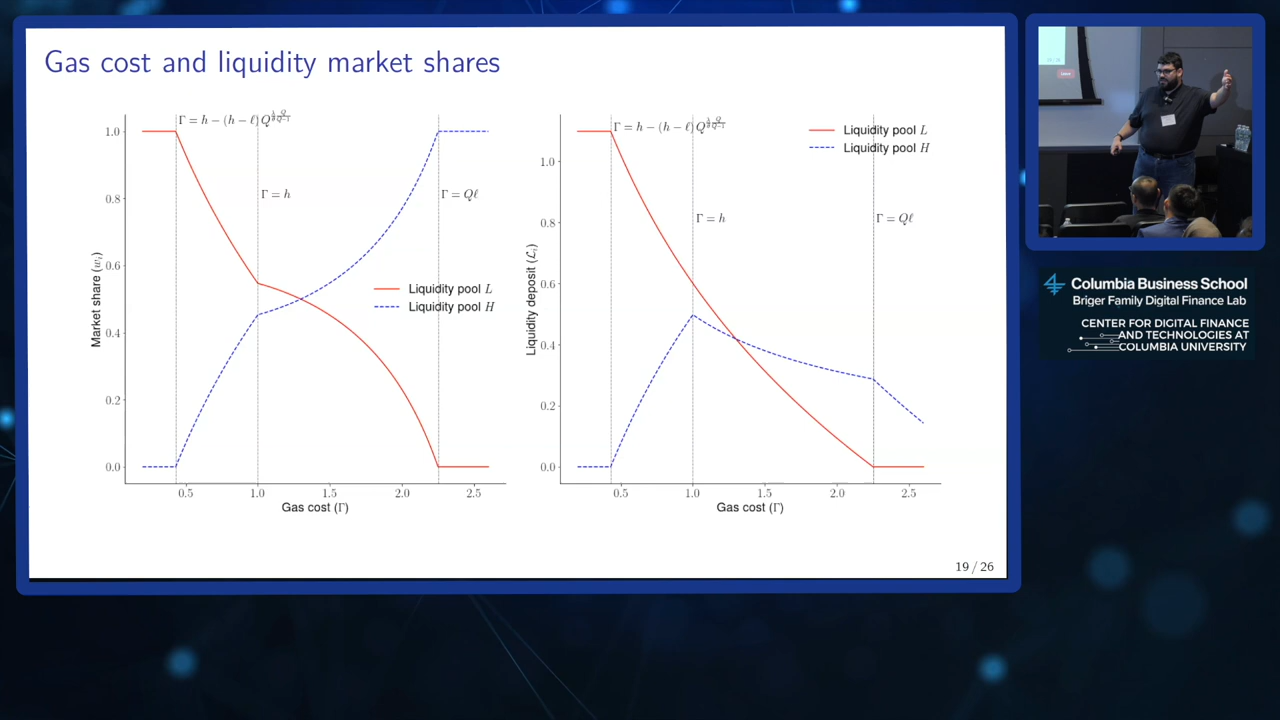 Gas cost and liquidity market shares
Γ = h − (h − ℓ)Q
Γ = h
Γ = Qℓ
1.0
0.8
0.6
0.4
0.2
0.0
Market share (wᵢ)
Liquidity pool L
Liquidity pool H
0.5
1.0
1.5
2.0
2.5
Gas cost (Γ)
Γ = h − (h − ℓ)Q
Liquidity pool L
Liquidity pool H
Γ = h
Γ = Qℓ
1.0
0.8
0.6
0.4
0.2
0.0
Liquidity deposit (ℒᵢ)
0.5
1.0
1.5
2.0
2.5
Gas cost (Γ)
19 / 26
Columbia Business School
Briger Family Digital Finance Lab
CENTER FOR DIGITAL FINANCE
AND TECHNOLOGIES AT
COLUMBIA UNIVERSITY